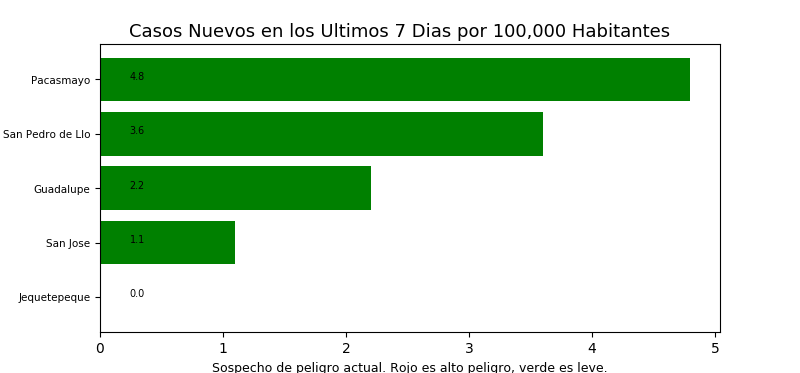 Casos Nuevos en los Ultimos 7 Dias por 100,000 Habitantes
Pacasmayo 4.8
San Pedro de Llo 3.6
Guadalupe 2.2
San Jose 1.1
Jequetepeque 0.0
0 1 2 3 4 5
Sospecho de peligro actual. Rojo es alto peligro, verde es leve.